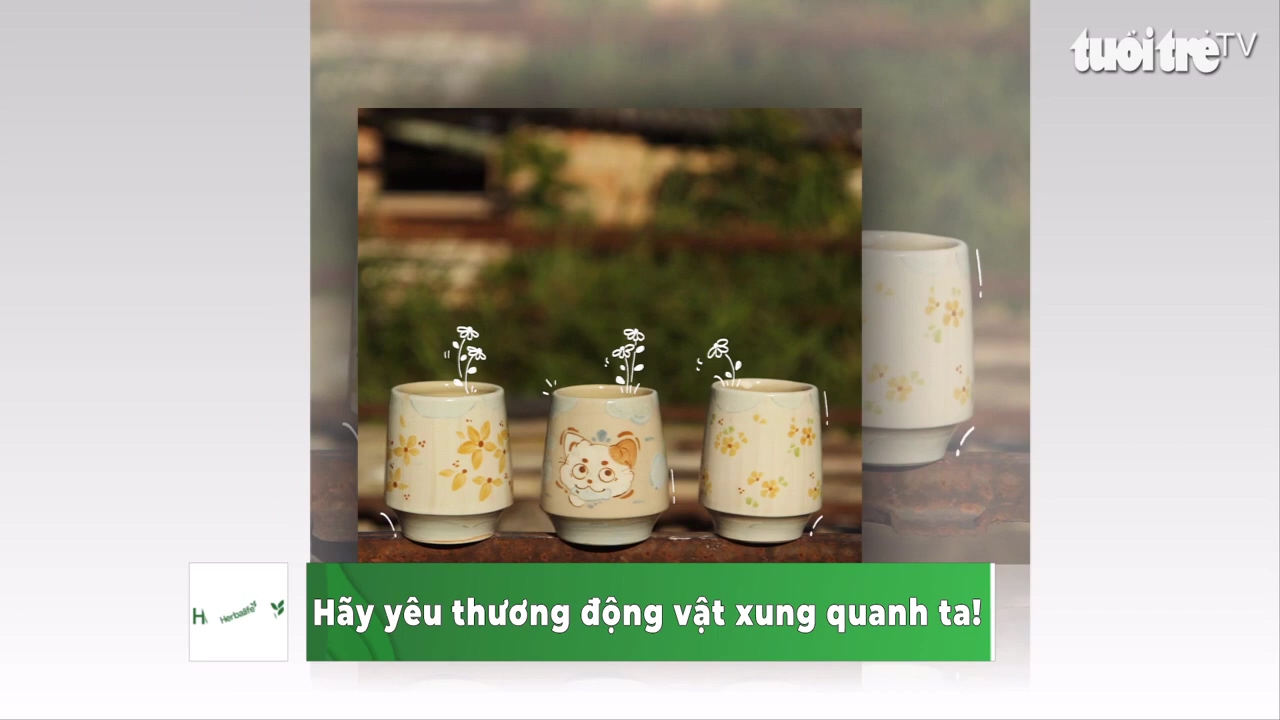 tuổi trẻ TV
H Herbalife
Hãy yêu thương động vật xung quanh ta!